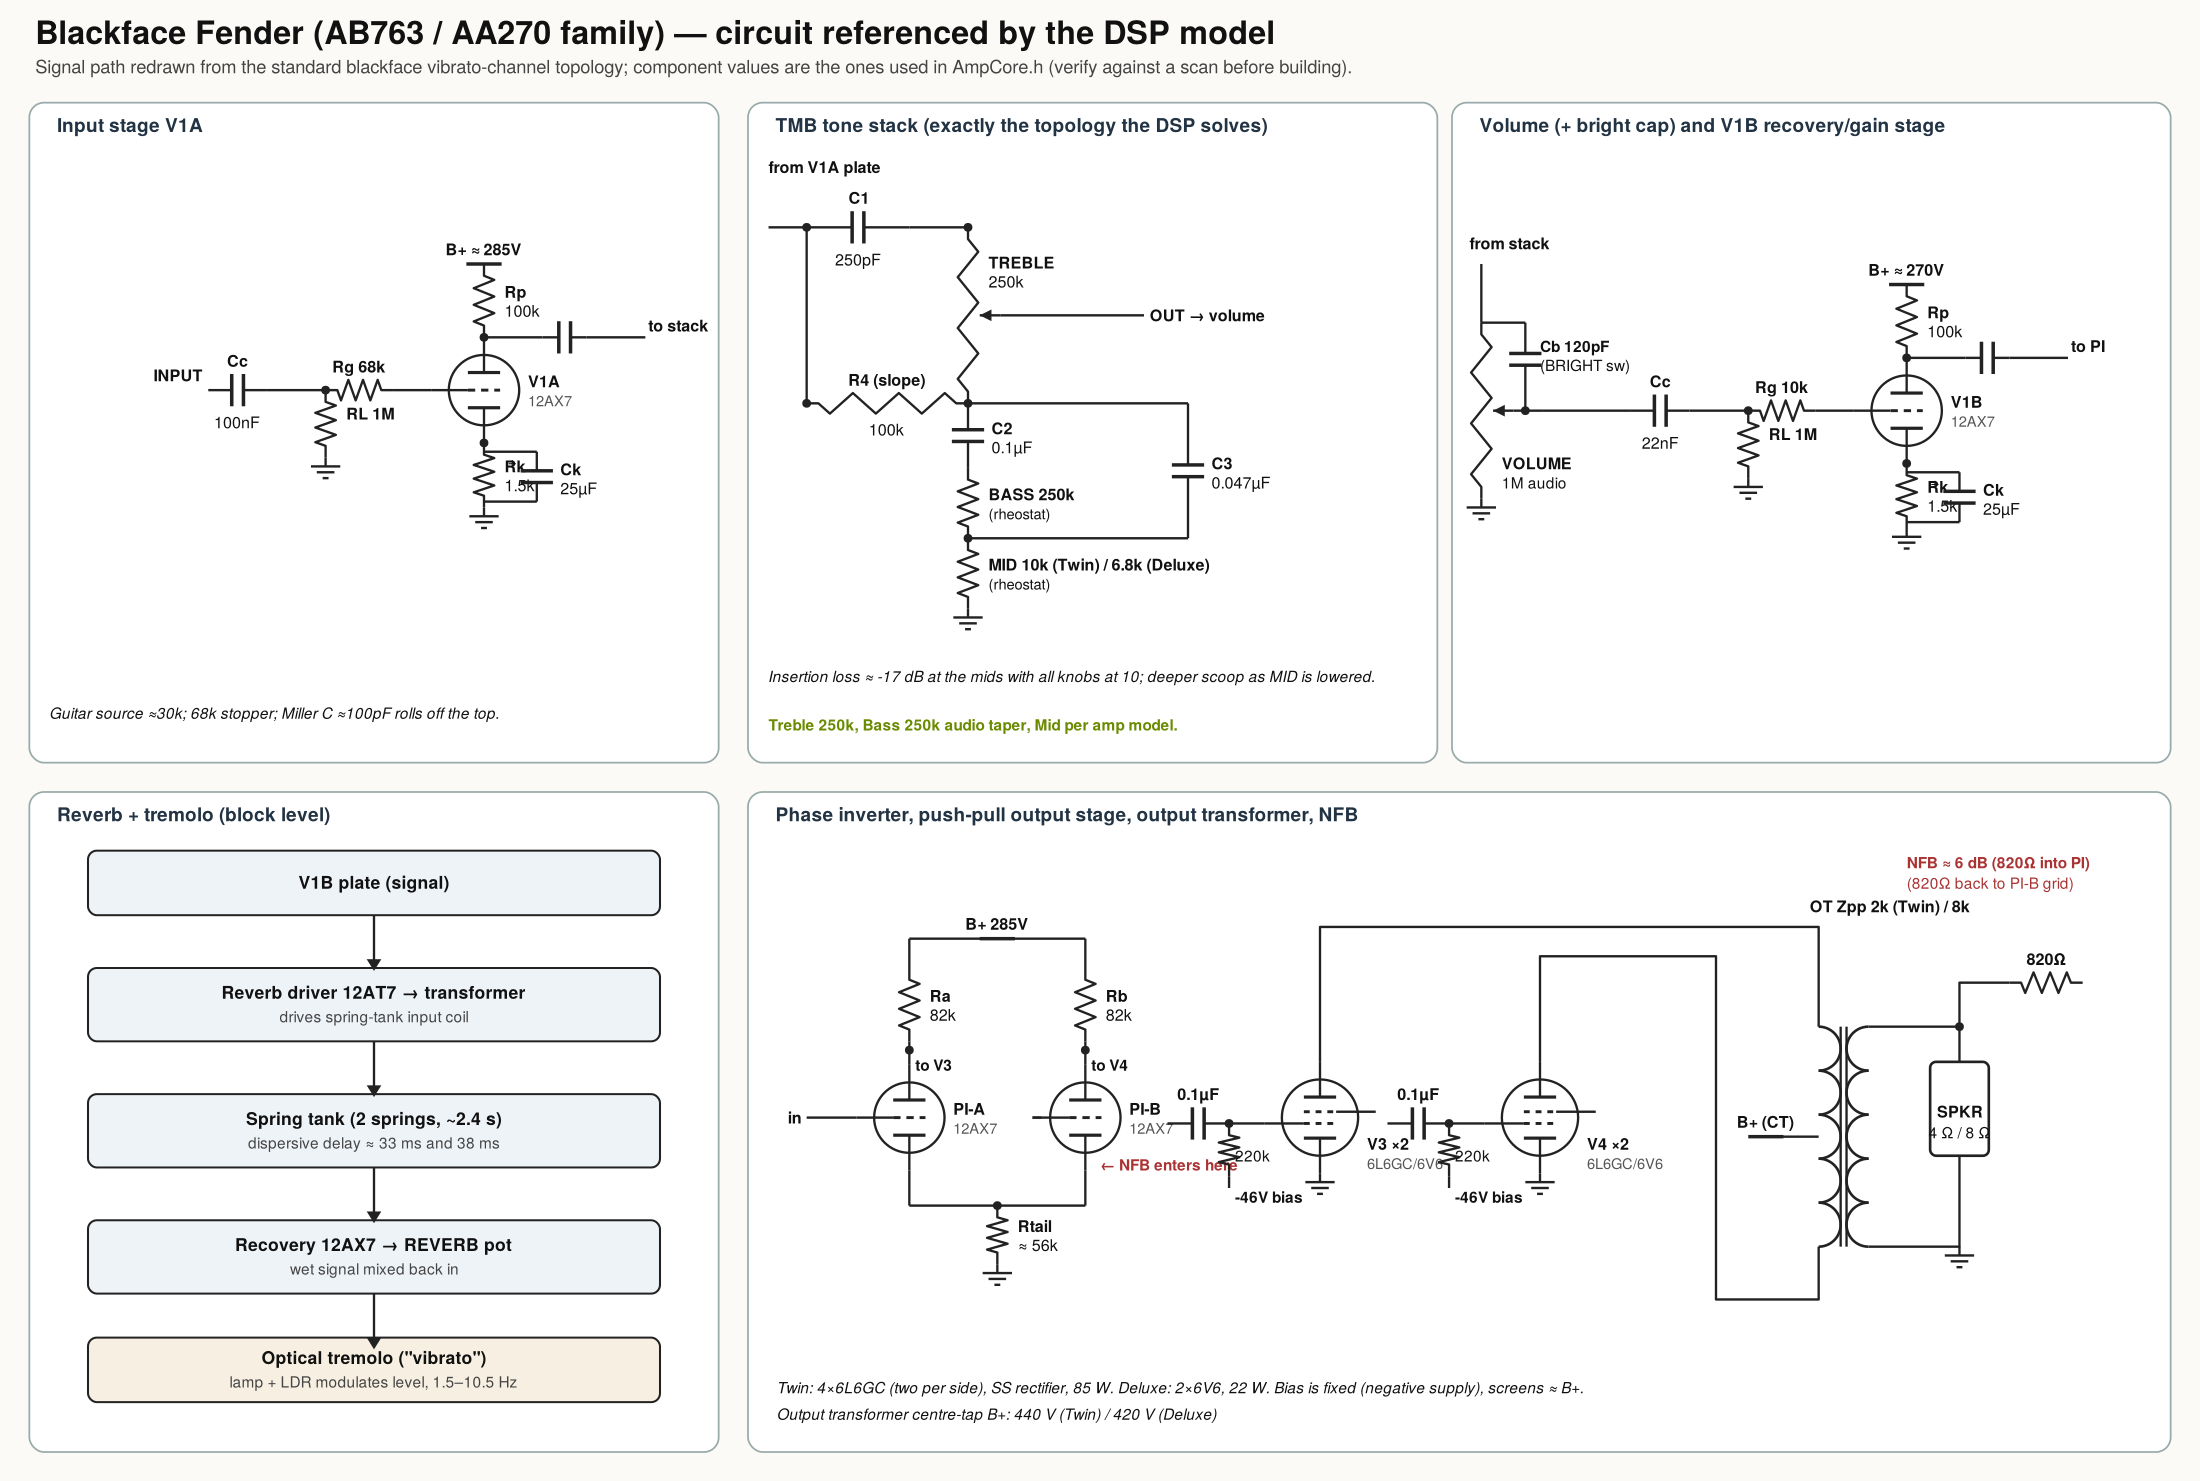 Blackface Fender (AB763 / AA270 family) — circuit referenced by the DSP model
Signal path redrawn from the standard blackface vibrato-channel topology; component values are the ones used in AmpCore.h (verify against a scan before building).
Input stage V1A
B+ ≈ 285V
Rp
100k
to stack
INPUT
Cc
100nF
Rg 68k
RL 1M
V1A
12AX7
Rk
1.5k
Ck
25µF
Guitar source ≈30k; 68k stopper; Miller C ≈100pF rolls off the top.
TMB tone stack (exactly the topology the DSP solves)
from V1A plate
C1
250pF
TREBLE
250k
OUT → volume
R4 (slope)
100k
C2
0.1µF
C3
0.047µF
BASS 250k
(rheostat)
MID 10k (Twin) / 6.8k (Deluxe)
(rheostat)
Insertion loss ≈ -17 dB at the mids with all knobs at 10; deeper scoop as MID is lowered.
Treble 250k, Bass 250k audio taper, Mid per amp model.
Volume (+ bright cap) and V1B recovery/gain stage
from stack
Cb 120pF
(BRIGHT sw)
VOLUME
1M audio
Cc
22nF
Rg 10k
RL 1M
B+ ≈ 270V
Rp
100k
to PI
V1B
12AX7
Rk
1.5k
Ck
25µF
Reverb + tremolo (block level)
V1B plate (signal)
Reverb driver 12AT7 → transformer
drives spring-tank input coil
Spring tank (2 springs, ~2.4 s)
dispersive delay ≈ 33 ms and 38 ms
Recovery 12AX7 → REVERB pot
wet signal mixed back in
Optical tremolo ("vibrato")
lamp + LDR modulates level, 1.5–10.5 Hz
Phase inverter, push-pull output stage, output transformer, NFB
NFB ≈ 6 dB (820Ω into PI)
(820Ω back to PI-B grid)
OT Zpp 2k (Twin) / 8k
B+ 285V
Ra
82k
Rb
82k
to V3
to V4
in
PI-A
12AX7
PI-B
12AX7
← NFB enters here
Rtail
≈ 56k
0.1µF
220k
-46V bias
V3 ×2
6L6GC/6V6
0.1µF
220k
-46V bias
V4 ×2
6L6GC/6V6
B+ (CT)
820Ω
SPKR
4 Ω / 8 Ω
Twin: 4×6L6GC (two per side), SS rectifier, 85 W. Deluxe: 2×6V6, 22 W. Bias is fixed (negative supply), screens ≈ B+.
Output transformer centre-tap B+: 440 V (Twin) / 420 V (Deluxe)